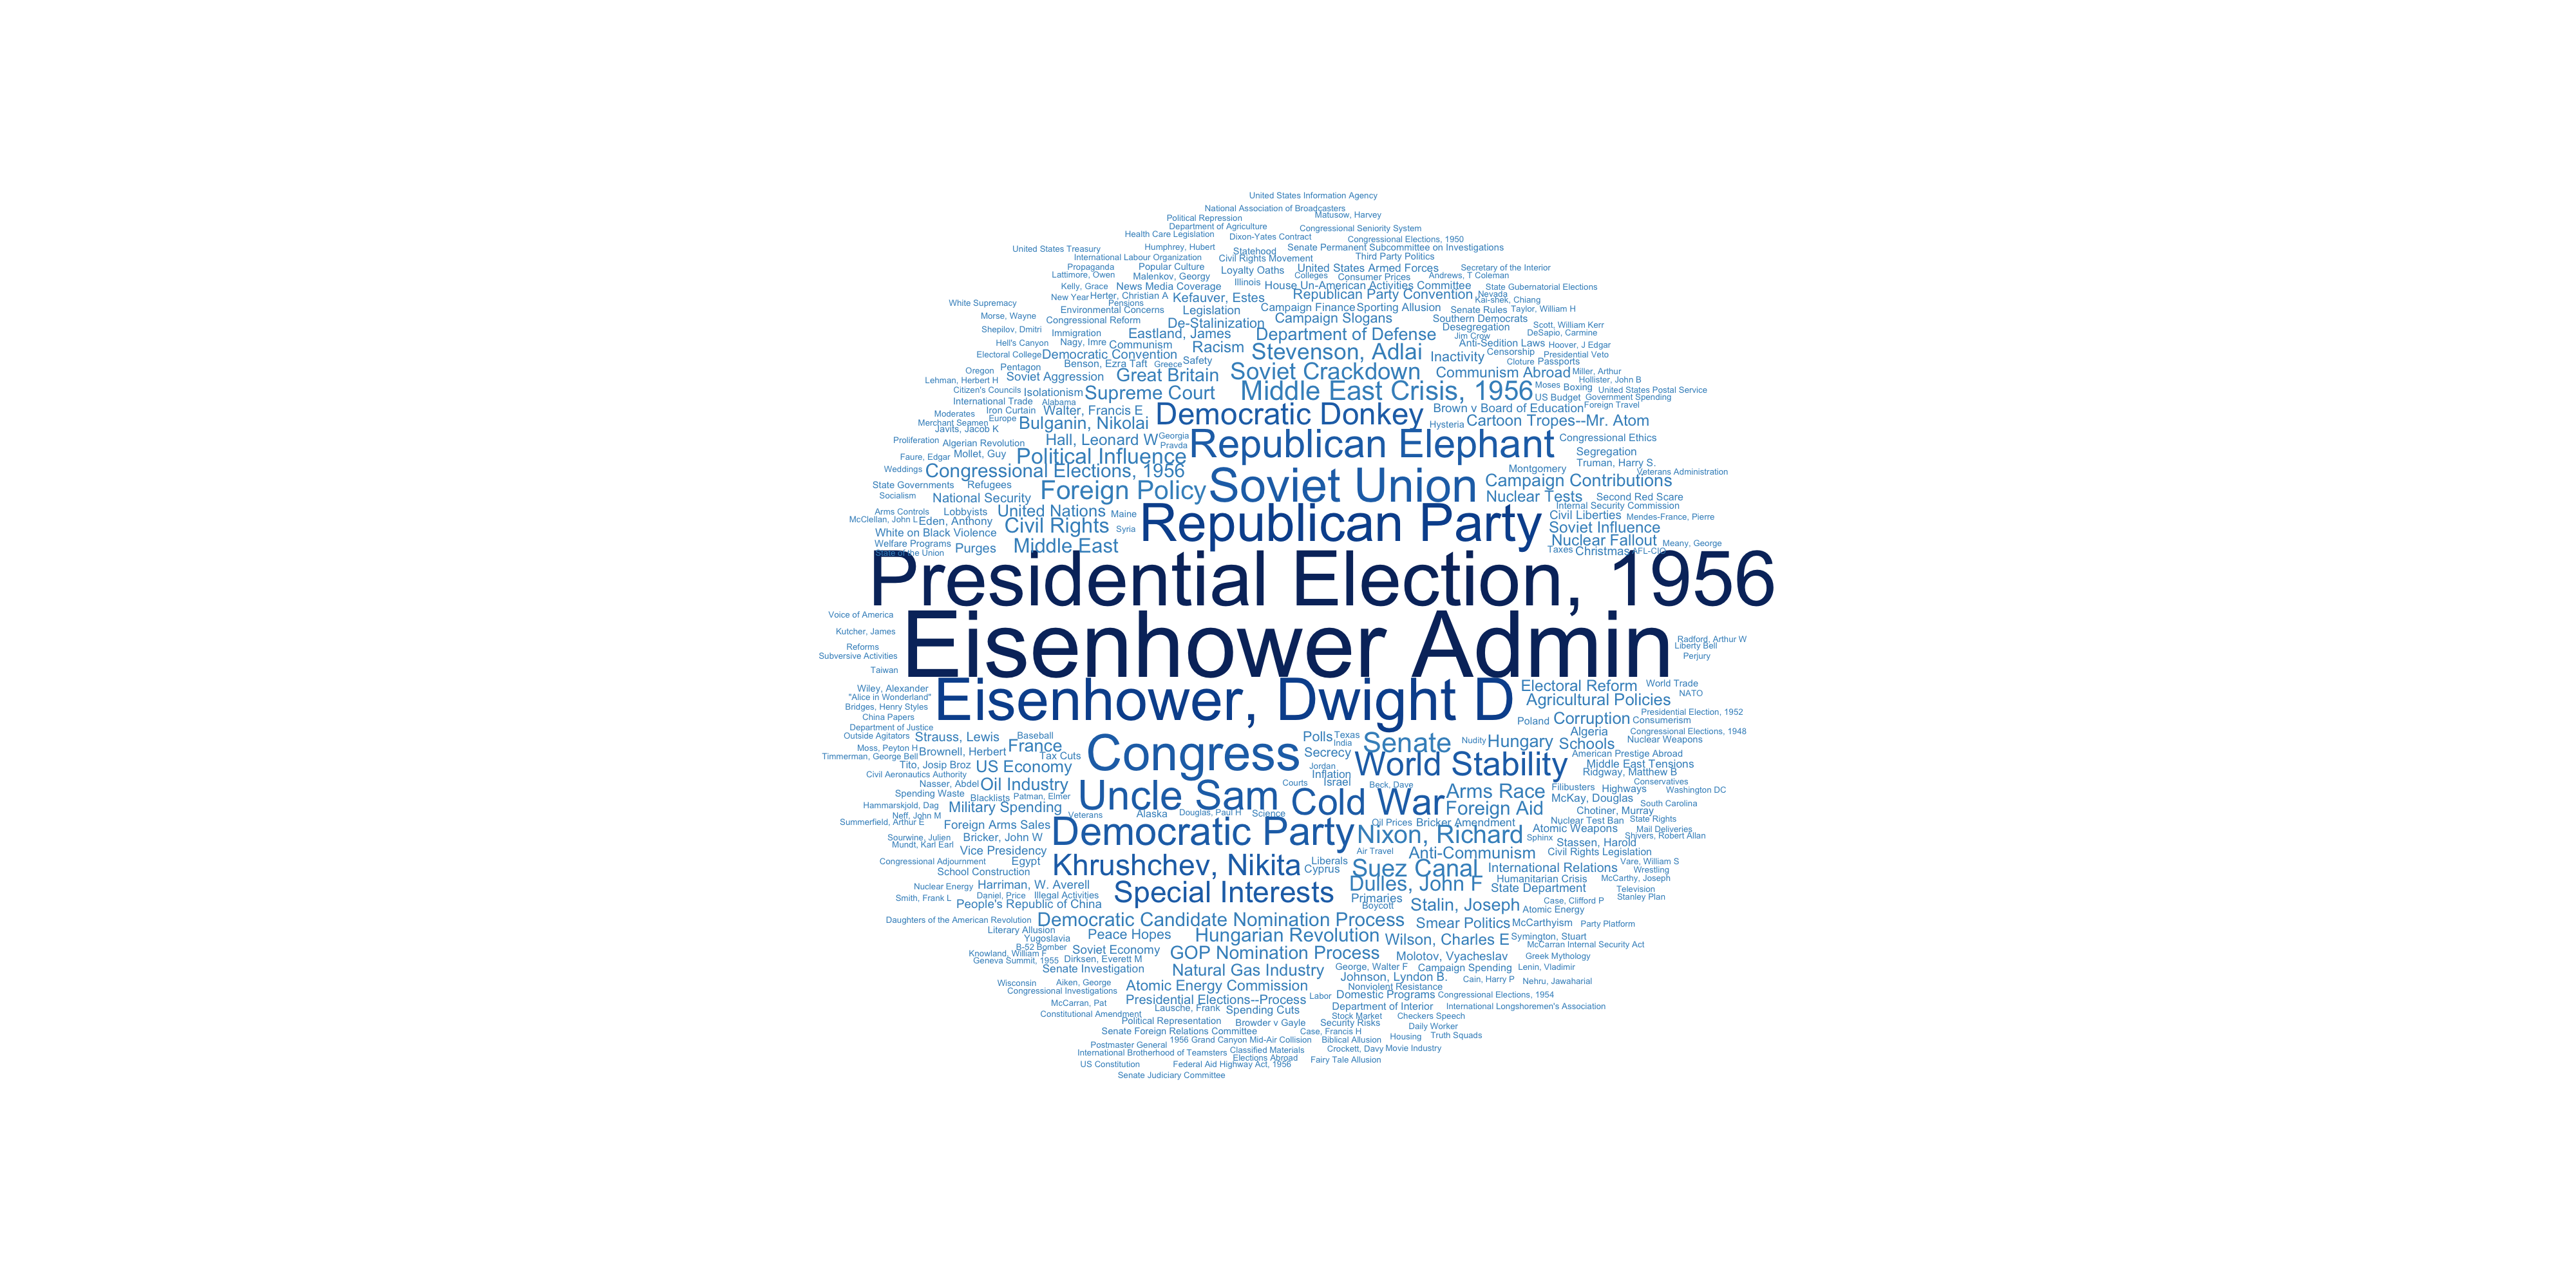 United States Information Agency
National Association of Broadcasters
Matusow, Harvey
Political Repression
Department of Agriculture
Congressional Seniority System
Health Care Legislation
Dixon-Yates Contract
Congressional Elections, 1950
United States Treasury
Humphrey, Hubert
Statehood
Senate Permanent Subcommittee on Investigations
International Labour Organization
Civil Rights Movement
Third Party Politics
Propaganda
Popular Culture
Loyalty Oaths
United States Armed Forces
Secretary of the Interior
Lattimore, Owen
Malenkov, Georgy
Colleges
Consumer Prices
Andrews, T Coleman
Kelly, Grace
News Media Coverage
Illinois
House Un-American Activities Committee
State Gubernatorial Elections
New Year
Herter, Christian A
Kefauver, Estes
Republican Party Convention
Nevada
Kai-shek, Chiang
White Supremacy
Pensions
Environmental Concerns
Legislation
Campaign Finance
Sporting Allusion
Senate Rules
Taylor, William H
Morse, Wayne
Congressional Reform
De-Stalinization
Campaign Slogans
Southern Democrats
Shepilov, Dmitri
Immigration
Eastland, James
Department of Defense
Desegregation
Scott, William Kerr
DeSapio, Carmine
Jim Crow
Hell's Canyon
Nagy, Imre
Communism
Racism
Stevenson, Adlai
Inactivity
Anti-Sedition Laws
Hoover, J Edgar
Electoral College
Democratic Convention
Censorship
Presidential Veto
Benson, Ezra Taft
Greece
Safety
Cloture
Passports
Oregon
Pentagon
Soviet Aggression
Great Britain
Soviet Crackdown
Communism Abroad
Miller, Arthur
Lehman, Herbert H
Hollister, John B
Citizen's Councils
Isolationism
Supreme Court
Middle East Crisis, 1956
Moses
Boxing
United States Postal Service
US Budget
Government Spending
International Trade
Alabama
Moderates
Iron Curtain
Walter, Francis E
Democratic Donkey
Brown v Board of Education
Foreign Travel
Merchant Seamen
Europe
Bulganin, Nikolai
Hysteria
Cartoon Tropes--Mr. Atom
Javits, Jacob K
Proliferation
Algerian Revolution
Hall, Leonard W
Georgia
Pravda
Republican Elephant
Congressional Ethics
Faure, Edgar
Mollet, Guy
Political Influence
Segregation
Truman, Harry S.
Weddings
Congressional Elections, 1956
Montgomery
Veterans Administration
State Governments
Refugees
Foreign Policy
Soviet Union
Campaign Contributions
Socialism
National Security
Nuclear Tests
Second Red Scare
Internal Security Commission
Arms Controls
Lobbyists
United Nations
Maine
Republican Party
Civil Liberties
Mendes-France, Pierre
McClellan, John L
Eden, Anthony
Civil Rights
Syria
Soviet Influence
White on Black Violence
Welfare Programs
Purges
Middle East
Nuclear Fallout
Meany, George
State of the Union
Taxes
Christmas
AFL-CIO
Presidential Election, 1956
Voice of America
Kutcher, James
Eisenhower Admin
Radford, Arthur W
Liberty Bell
Reforms
Subversive Activities
Perjury
Taiwan
Wiley, Alexander
"Alice in Wonderland"
Bridges, Henry Styles
China Papers
Eisenhower, Dwight D
Electoral Reform
World Trade
Agricultural Policies
NATO
Poland
Corruption
Presidential Election, 1952
Consumerism
Department of Justice
Outside Agitators
Strauss, Lewis
Baseball
Congress
Polls
Texas
India
Senate
Nudity
Hungary
Algeria
Congressional Elections, 1948
Schools
Nuclear Weapons
Moss, Peyton H
Brownell, Herbert
France
Tax Cuts
Secrecy
American Prestige Abroad
Timmerman, George Bell
Tito, Josip Broz
US Economy
Jordan
World Stability
Middle East Tensions
Civil Aeronautics Authority
Inflation
Ridgway, Matthew B
Nasser, Abdel
Oil Industry
Courts
Israel
Beck, Dave
Conservatives
Spending Waste
Blacklists
Patman, Elmer
Uncle Sam
Cold War
Arms Race
Filibusters
Highways
Washington DC
Hammarskjold, Dag
Military Spending
Foreign Aid
McKay, Douglas
South Carolina
Neff, John M
Veterans
Alaska
Douglas, Paul H
Science
Chotiner, Murray
Summerfield, Arthur E
Foreign Arms Sales
Democratic Party
Oil Prices
Bricker Amendment
Nuclear Test Ban
State Rights
Sourwine, Julien
Bricker, John W
Nixon, Richard
Sphinx
Atomic Weapons
Mail Deliveries
Shivers, Robert Allan
Mundt, Karl Earl
Vice Presidency
Air Travel
Anti-Communism
Stassen, Harold
Civil Rights Legislation
Congressional Adjournment
Egypt
Khrushchev, Nikita
Liberals
Cyprus
Suez Canal
International Relations
Vare, William S
Wrestling
School Construction
Nuclear Energy
Harriman, W. Averell
Special Interests
Dulles, John F
Humanitarian Crisis
McCarthy, Joseph
State Department
Television
Smith, Frank L
Daniel, Price
Illegal Activities
Primaries
Boycott
Stalin, Joseph
Case, Clifford P
Stanley Plan
People's Republic of China
Atomic Energy
Daughters of the American Revolution
Democratic Candidate Nomination Process
Smear Politics
McCarthyism
Party Platform
Literary Allusion
Yugoslavia
Peace Hopes
Hungarian Revolution
Wilson, Charles E
Symington, Stuart
McCarran Internal Security Act
B-52 Bomber
Knowland, William F
Soviet Economy
GOP Nomination Process
Molotov, Vyacheslav
Greek Mythology
Geneva Summit, 1955
Dirksen, Everett M
Senate Investigation
Natural Gas Industry
George, Walter F
Campaign Spending
Lenin, Vladimir
Wisconsin
Aiken, George
Atomic Energy Commission
Johnson, Lyndon B.
Cain, Harry P
Nehru, Jawaharial
Congressional Investigations
Nonviolent Resistance
McCarran, Pat
Presidential Elections--Process
Labor
Domestic Programs
Congressional Elections, 1954
Constitutional Amendment
Lausche, Frank
Spending Cuts
Department of Interior
International Longshoremen's Association
Political Representation
Browder v Gayle
Stock Market
Security Risks
Checkers Speech
Senate Foreign Relations Committee
Case, Francis H
Daily Worker
Postmaster General
1956 Grand Canyon Mid-Air Collision
Biblical Allusion
Housing
Truth Squads
International Brotherhood of Teamsters
Classified Materials
Crockett, Davy
Movie Industry
Elections Abroad
US Constitution
Federal Aid Highway Act, 1956
Fairy Tale Allusion
Senate Judiciary Committee